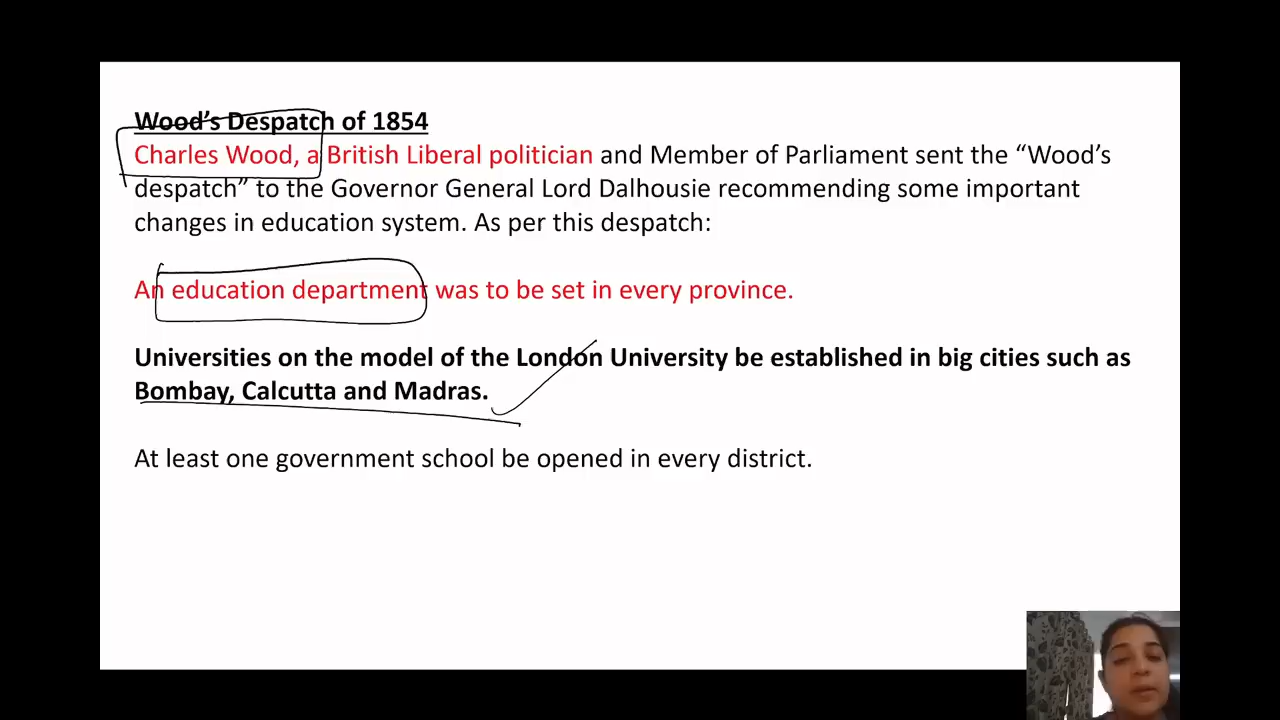 Wood’s Despatch of 1854
Charles Wood, a British Liberal politician and Member of Parliament sent the “Wood’s
despatch” to the Governor General Lord Dalhousie recommending some important
changes in education system. As per this despatch:
An education department was to be set in every province.
Universities on the model of the London University be established in big cities such as
Bombay, Calcutta and Madras.
At least one government school be opened in every district.